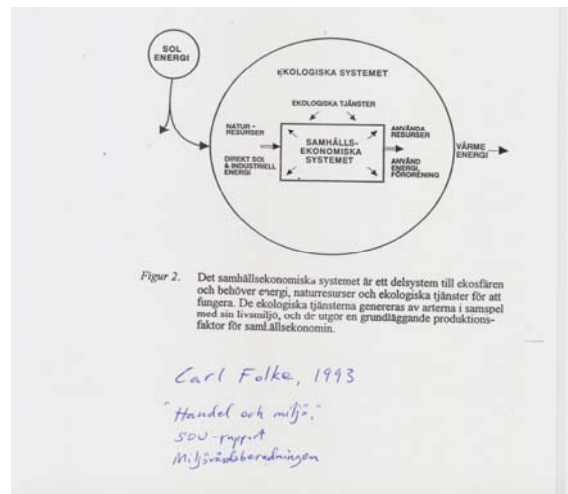 SOL
ENERGI
EKOLOGISKA SYSTEMET
EKOLOGISKA TJÄNSTER
NATUR-
RESURSER
DIREKT SOL
& INDUSTRIELL
ENERGI
SAMHÄLLS-
EKONOMISKA
SYSTEMET
ANVÄNDA
RESURSER
ANVÄND
ENERGI,
FÖRORENING
VÄRME
ENERGI
Figur 2. Det samhällsekonomiska systemet är ett delsystem till ekosfären
och behöver energi, naturresurser och ekologiska tjänster för att
fungera. De ekologiska tjänsterna genereras av arterna i samspel
med sin livsmiljö, och de utgör en grundläggande produktions-
faktor för samhällsekonomin.
Carl Folke, 1993
"Handel och miljö,"
SOU-rapport
Miljövårdsberedningen